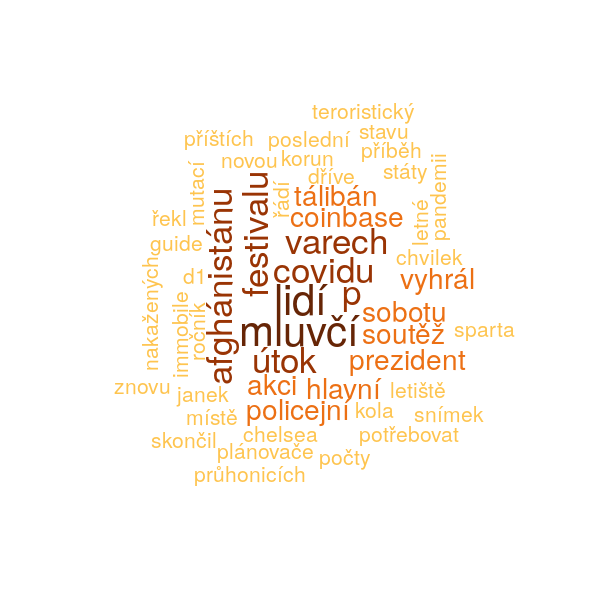 teroristický
příštích
poslední
stavu
příběh
novou
korun
státy
dříve
pandemii
mutací
řádí
tálibán
letné
řekl
festivalu
coinbase
guide
afghánistánu
varech
chvilek
nakažených
d1
covidu
vyhrál
immobile
ročník
lidí
p
sobotu
mluvčí
soutěž
sparta
útok
prezident
znovu
janek
akci
hlavní
letiště
místě
policejní
kola
snímek
skončil
chelsea
potřebovat
plánovače
počty
průhonicích